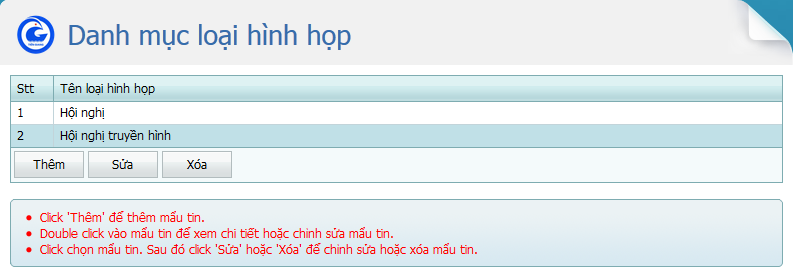 Danh mục loại hình họp
Stt Tên loại hình họp
1 Hội nghị
2 Hội nghị truyền hình
Thêm Sửa Xóa
Click 'Thêm' để thêm mẩu tin.
Double click vào mẩu tin để xem chi tiết hoặc chinh sửa mẩu tin.
Click chọn mẩu tin. Sau đó click 'Sửa' hoặc 'Xóa' để chinh sửa hoặc xóa mẩu tin.